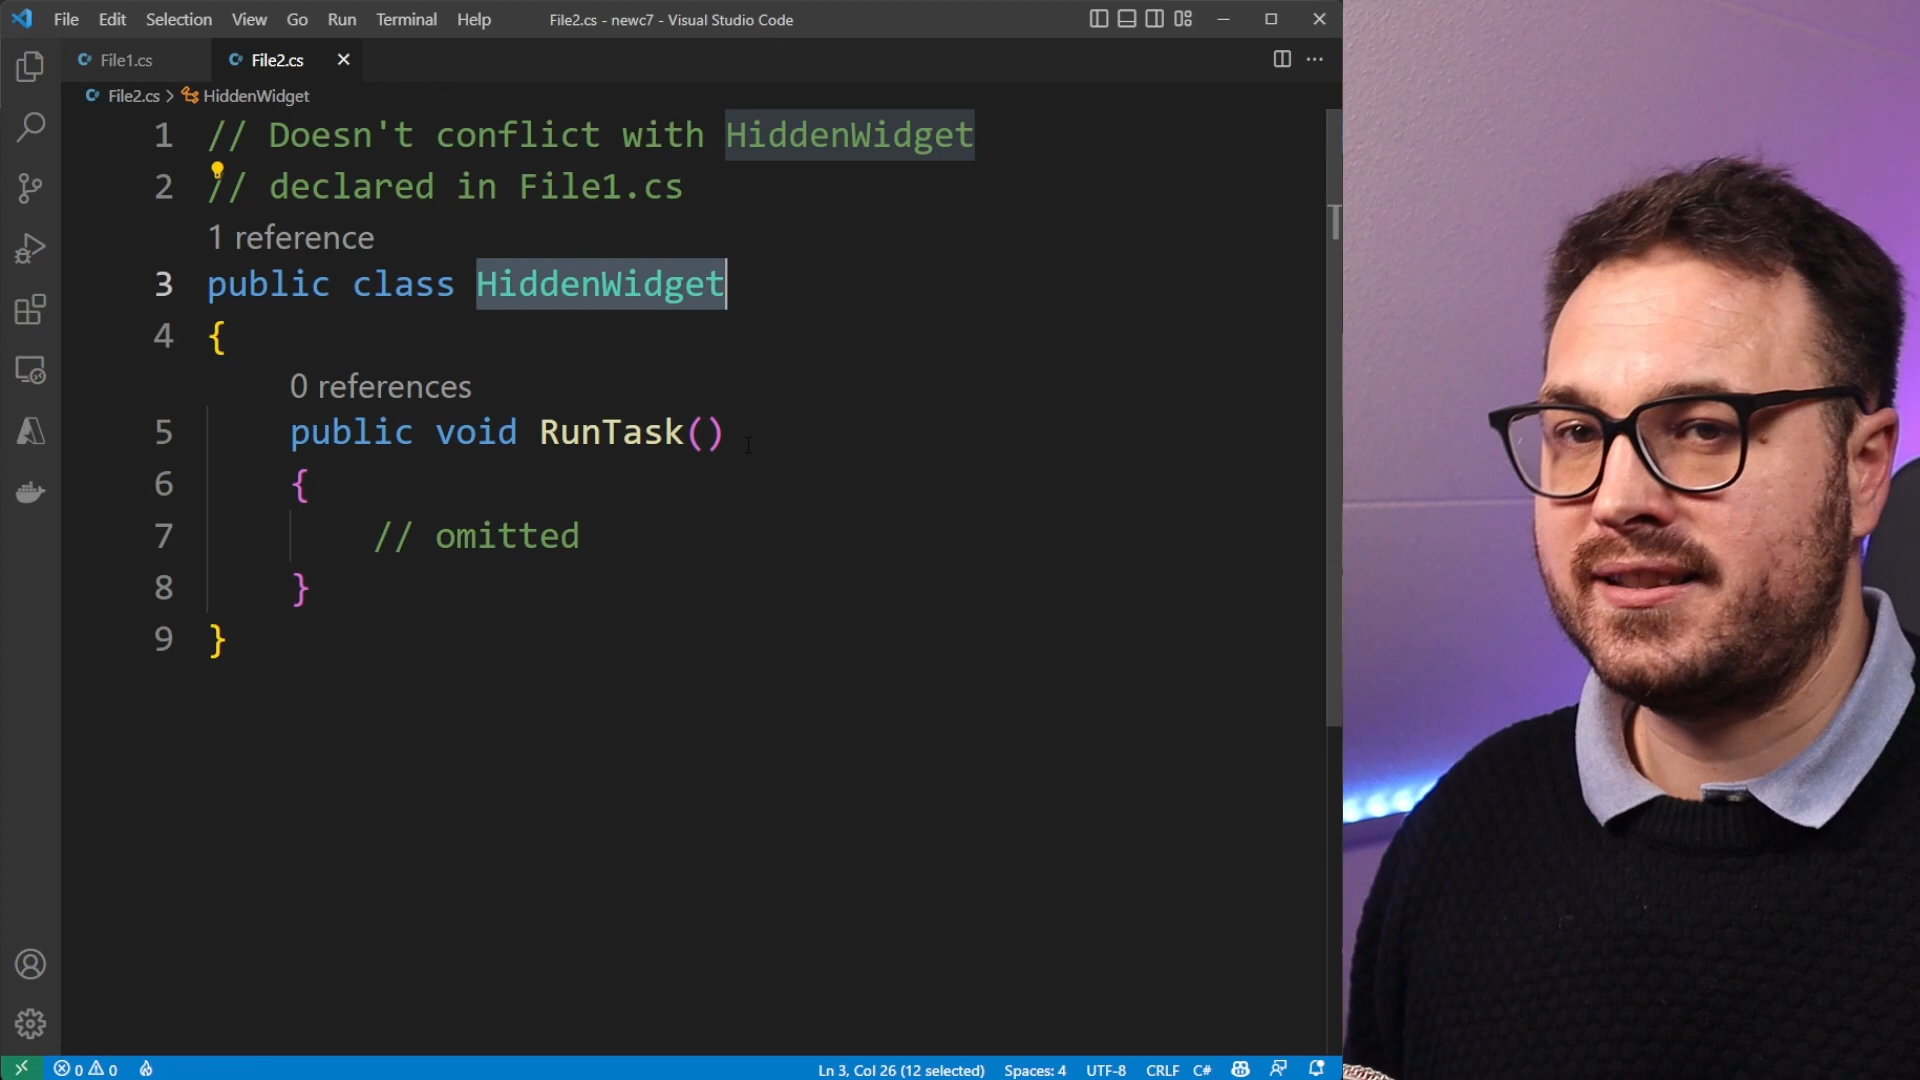 File Edit Selection View Go Run Terminal Help File2.cs - newc7 - Visual Studio Code
File1.cs File2.cs
File2.cs > HiddenWidget
1 // Doesn't conflict with HiddenWidget
2 // declared in File1.cs
1 reference
3 public class HiddenWidget
4 {
0 references
5 public void RunTask()
6 {
7 // omitted
8 }
9 }
0 0 Ln 3, Col 26 (12 selected) Spaces: 4 UTF-8 CRLF C#